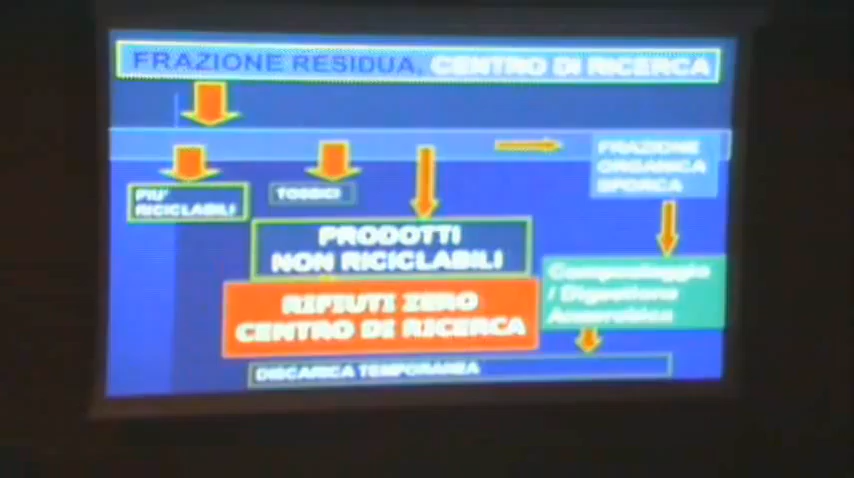 FRAZIONE RESIDUA, CENTRO DI RICERCA
FRAZIONE
ORGANICA
SPORCA
PIU'
RICICLABILI
TOSSICI
PRODOTTI
NON RICICLABILI
Compostaggio
/ Digestione
Anaerobica
RIFIUTI ZERO
CENTRO DI RICERCA
DISCARICA TEMPORANEA